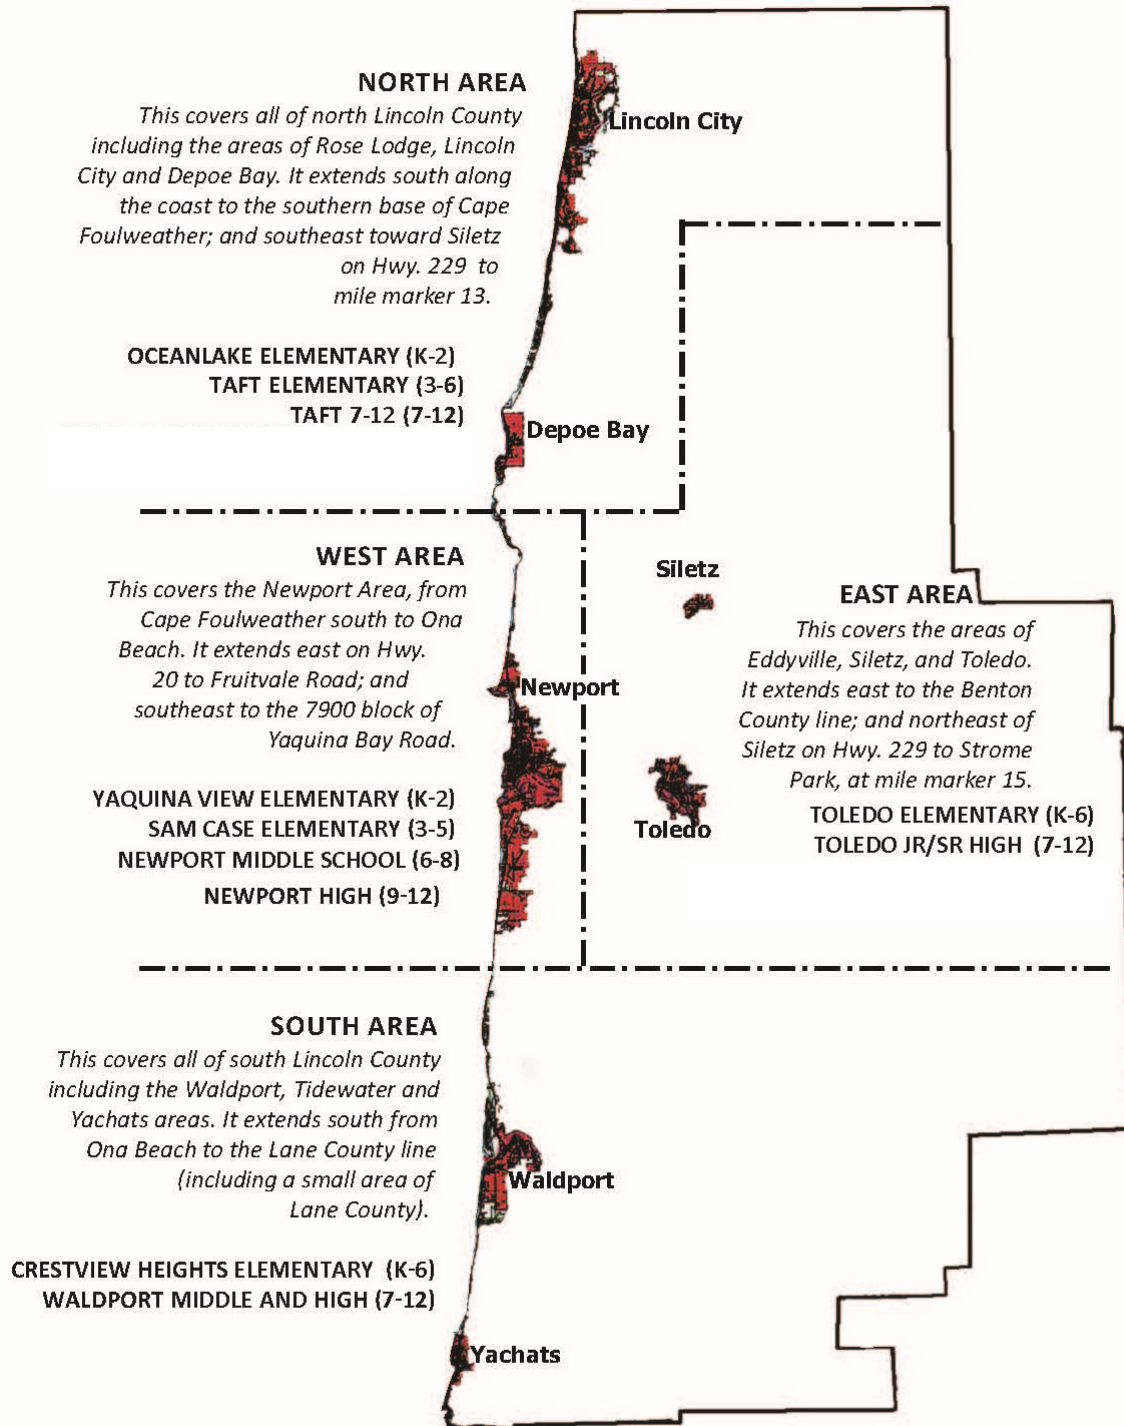 NORTH AREA
This covers all of north Lincoln County
including the areas of Rose Lodge, Lincoln
City and Depoe Bay. It extends south along
the coast to the southern base of Cape
Foulweather; and southeast toward Siletz
on Hwy. 229 to
mile marker 13.
OCEANLAKE ELEMENTARY (K-2)
TAFT ELEMENTARY (3-6)
TAFT 7-12 (7-12)
Lincoln City
Depoe Bay
WEST AREA
This covers the Newport Area, from
Cape Foulweather south to Ona
Beach. It extends east on Hwy.
20 to Fruitvale Road; and
southeast to the 7900 block of
Yaquina Bay Road.
YAQUINA VIEW ELEMENTARY (K-2)
SAM CASE ELEMENTARY (3-5)
NEWPORT MIDDLE SCHOOL (6-8)
NEWPORT HIGH (9-12)
Newport
Siletz
Toledo
EAST AREA
This covers the areas of
Eddyville, Siletz, and Toledo.
It extends east to the Benton
County line; and northeast of
Siletz on Hwy. 229 to Strome
Park, at mile marker 15.
TOLEDO ELEMENTARY (K-6)
TOLEDO JR/SR HIGH (7-12)
SOUTH AREA
This covers all of south Lincoln County
including the Waldport, Tidewater and
Yachats areas. It extends south from
Ona Beach to the Lane County line
(including a small area of
Lane County).
CRESTVIEW HEIGHTS ELEMENTARY (K-6)
WALDPORT MIDDLE AND HIGH (7-12)
Waldport
Yachats